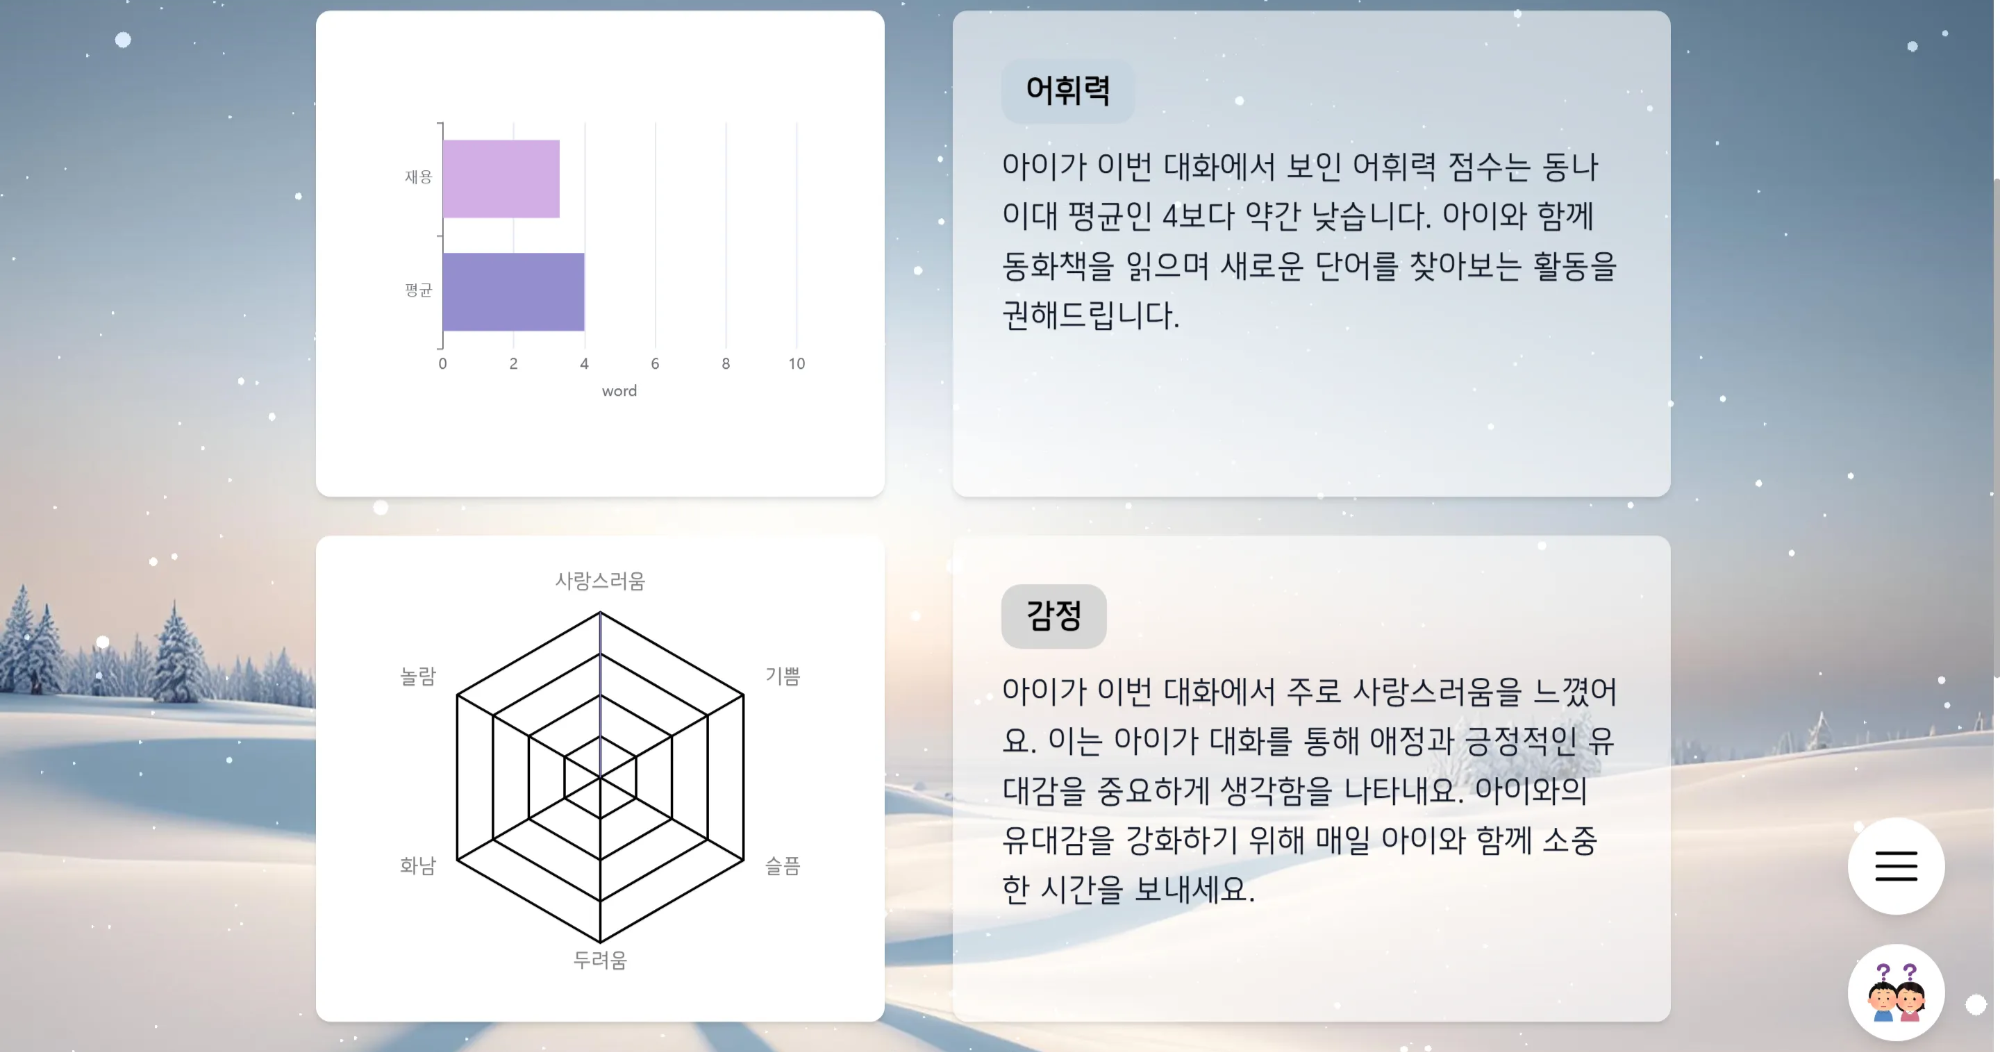 재용
평균
0 2 4 6 8 10
word
어휘력
아이가 이번 대화에서 보인 어휘력 점수는 동나
이대 평균인 4보다 약간 낮습니다. 아이와 함께
동화책을 읽으며 새로운 단어를 찾아보는 활동을
권해드립니다.
사랑스러움
놀람
기쁨
화남
슬픔
두려움
감정
아이가 이번 대화에서 주로 사랑스러움을 느꼈어
요. 이는 아이가 대화를 통해 애정과 긍정적인 유
대감을 중요하게 생각함을 나타내요. 아이와의
유대감을 강화하기 위해 매일 아이와 함께 소중
한 시간을 보내세요.
? ?